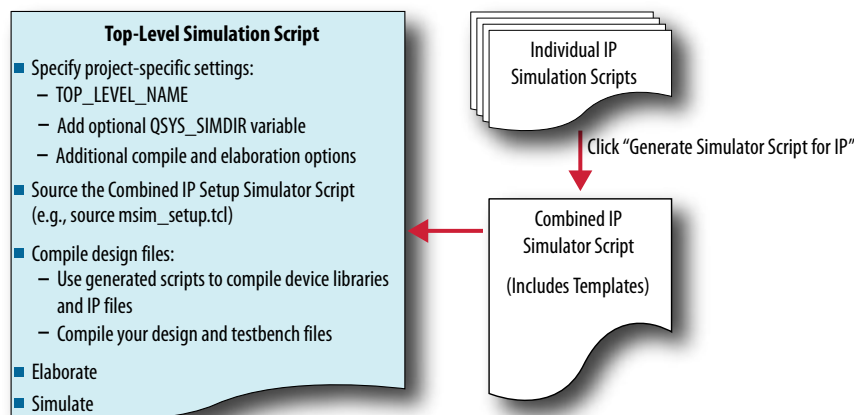 Top-Level Simulation Script
Specify project-specific settings:
– TOP_LEVEL_NAME
– Add optional QSYS_SIMDIR variable
– Additional compile and elaboration options
Source the Combined IP Setup Simulator Script
(e.g., source msim_setup.tcl)
Compile design files:
– Use generated scripts to compile device libraries
and IP files
– Compile your design and testbench files
Elaborate
Simulate
Individual IP
Simulation Scripts
Click “Generate Simulator Script for IP”
Combined IP
Simulator Script
(Includes Templates)